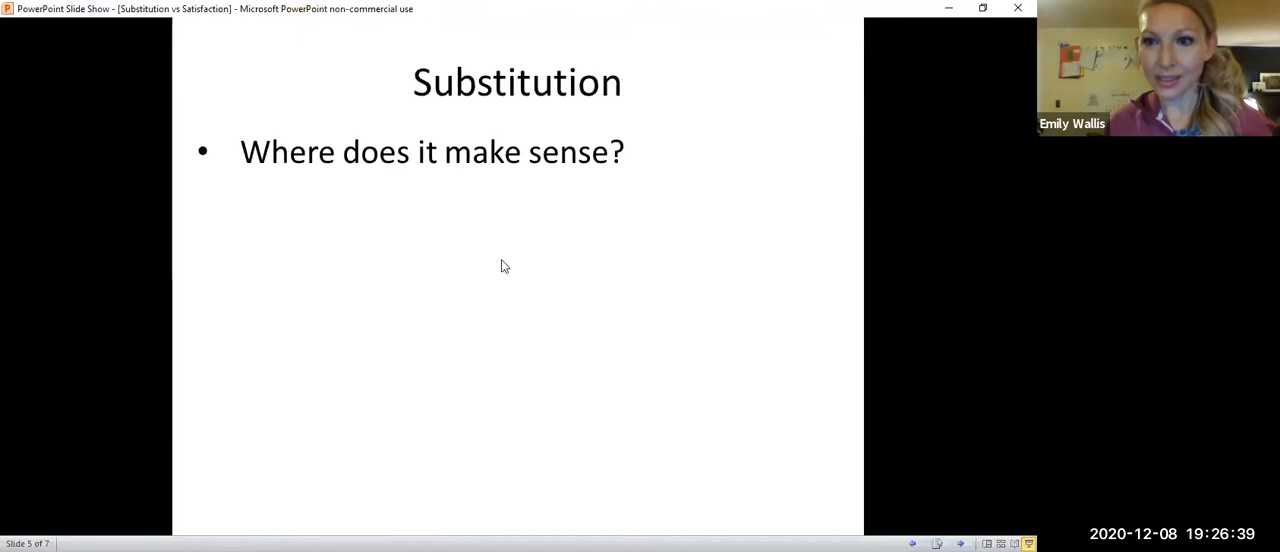 PowerPoint Slide Show - [Substitution vs Satisfaction] - Microsoft PowerPoint non-commercial use
Substitution
• Where does it make sense?
Emily Wallis
2020-12-08 19:26:39
Slide 5 of 7